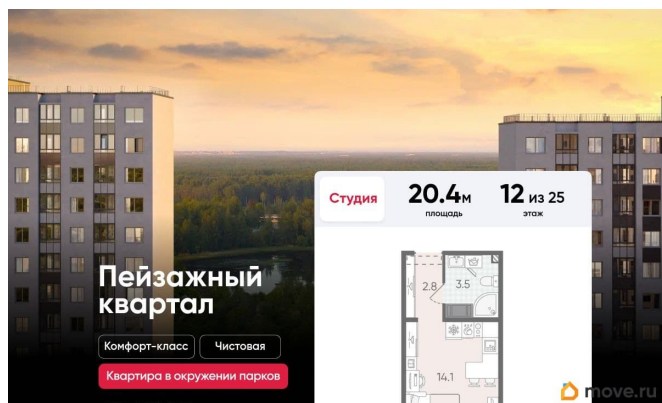 Студия
20.4м
площадь
12 из 25
этаж
Пейзажный
квартал
Комфорт-класс
Чистовая
Квартира в окружении парков
2.8
3.5
14.1
move.ru